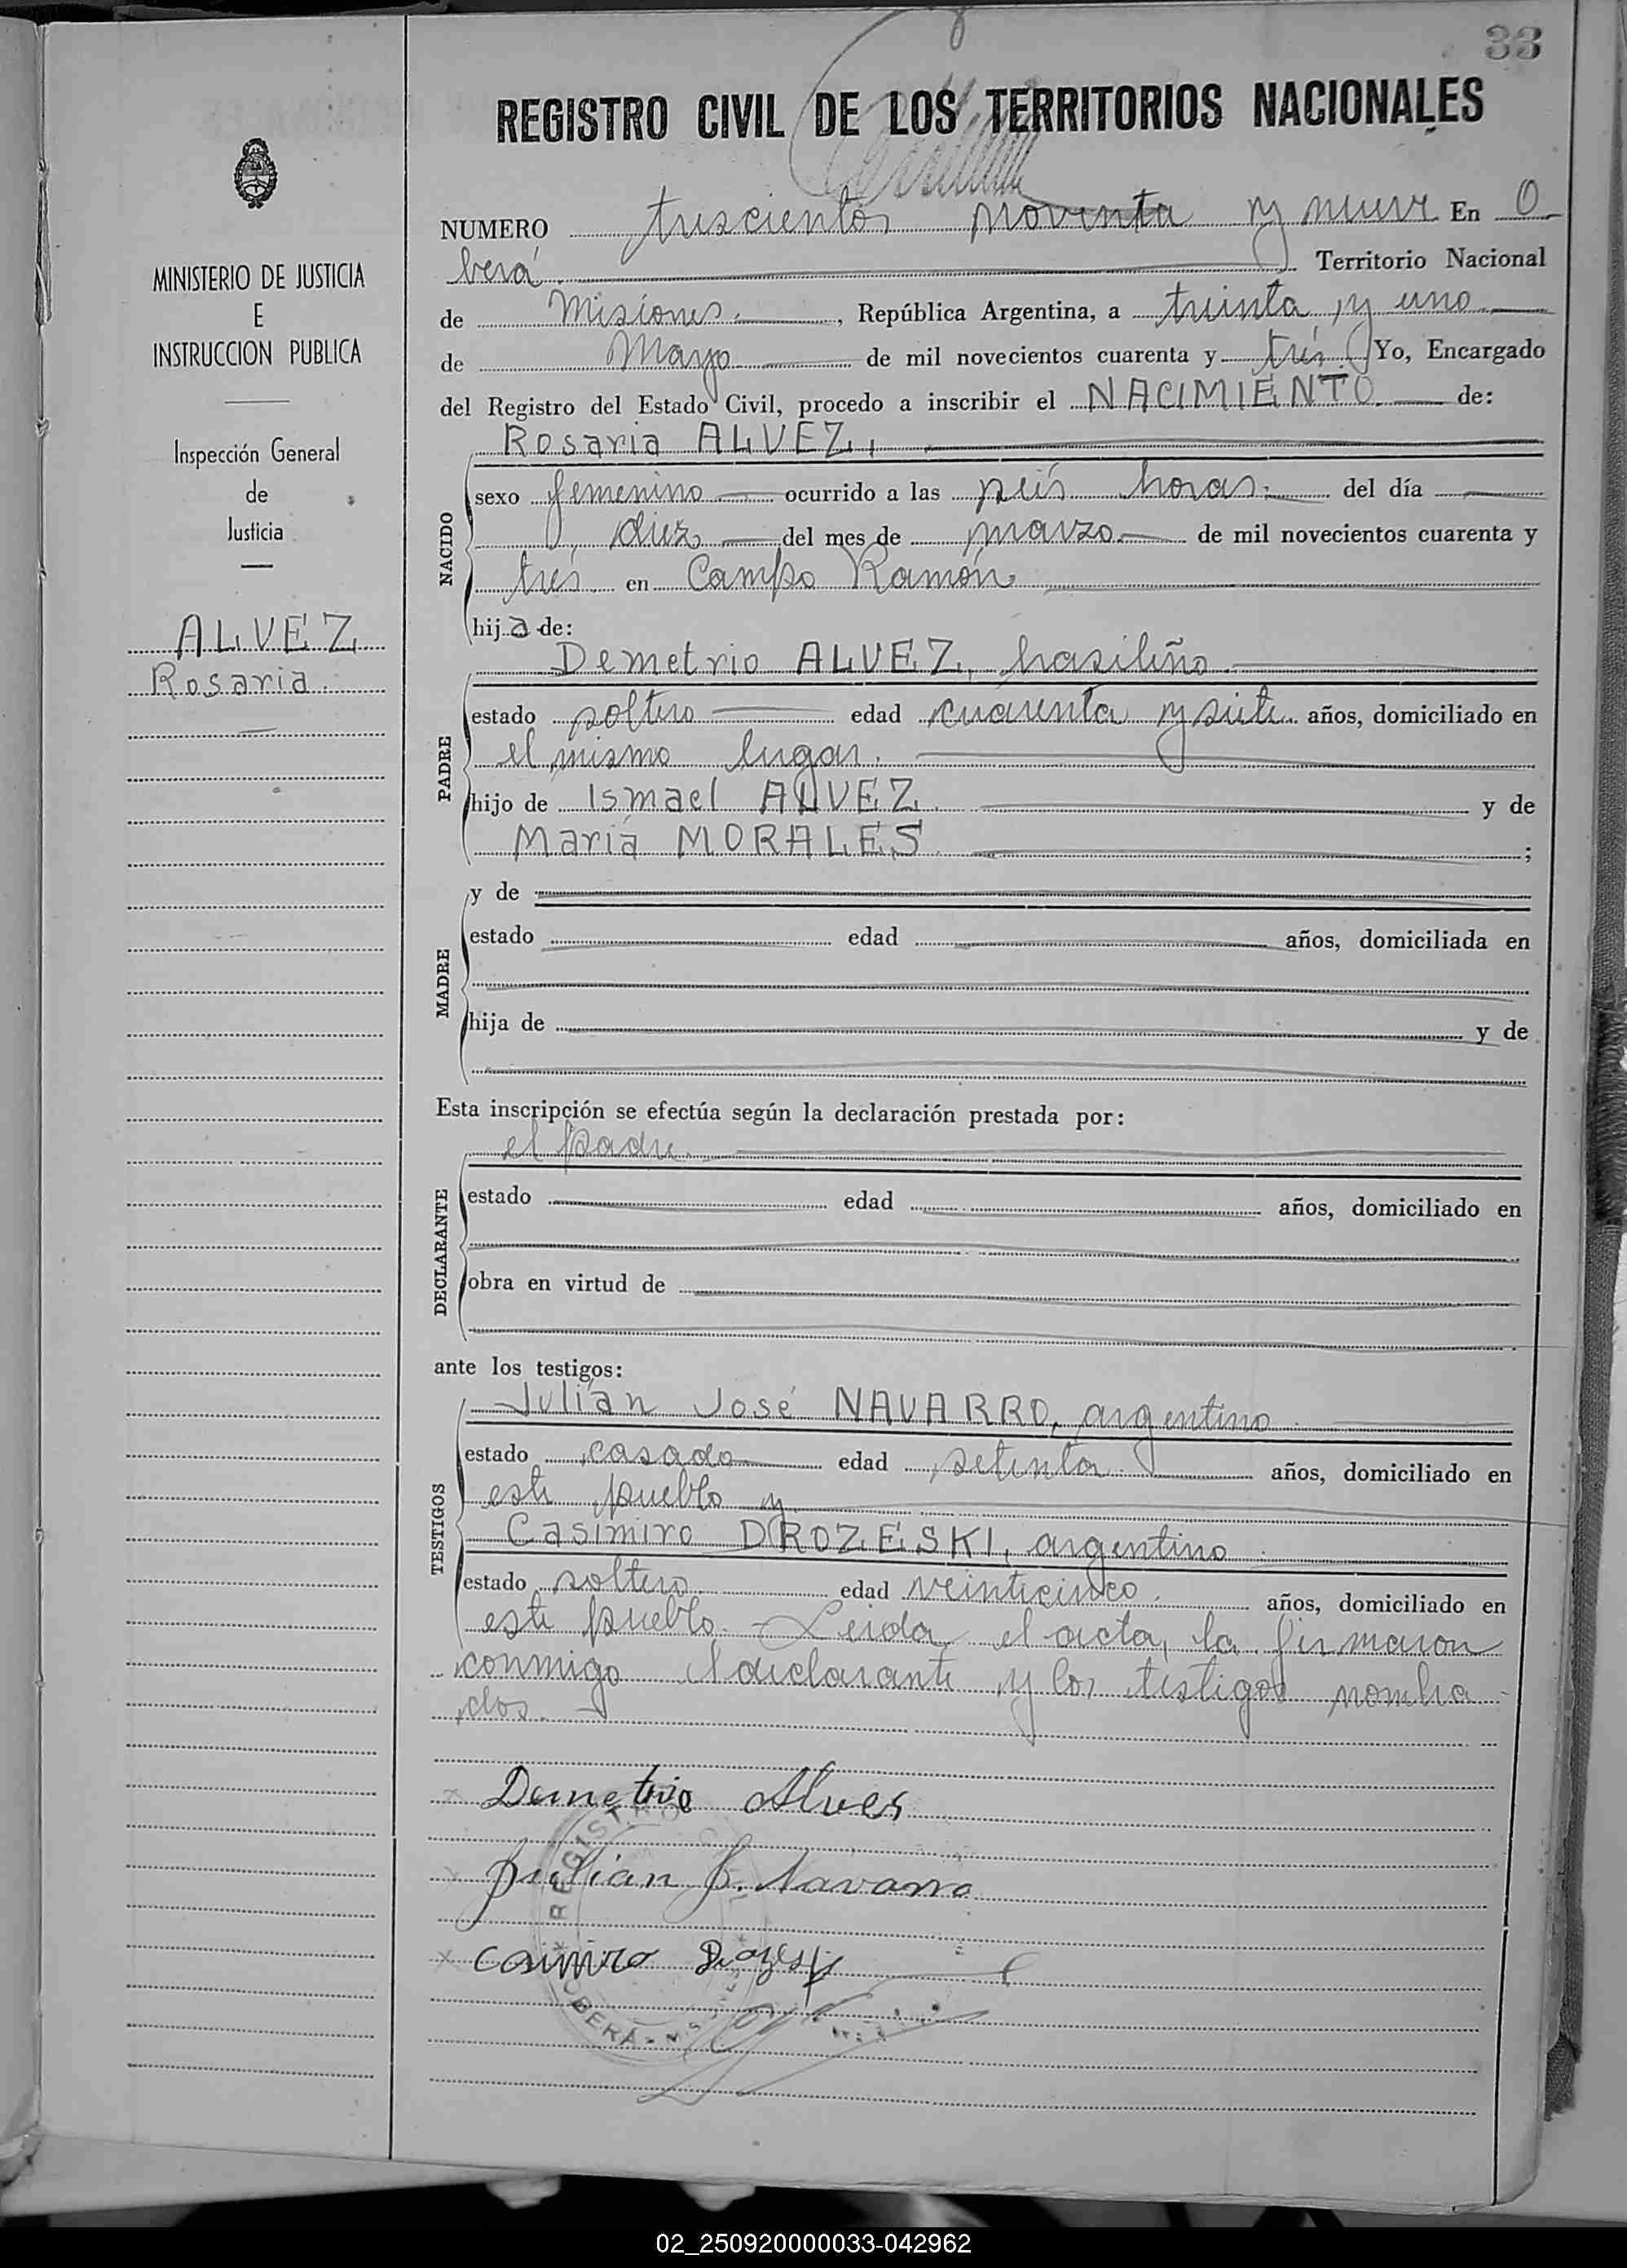 33
REGISTRO CIVIL DE LOS TERRITORIOS NACIONALES
MINISTERIO DE JUSTICIA
E
INSTRUCCION PUBLICA
Inspección General
de
Justicia
ALVEZ
Rosaria.
NUMERO trescientos noventa y nueve En O
berá Territorio Nacional
de Misiones. , República Argentina, a treinta y uno
de Mayo de mil novecientos cuarenta y tres. Yo, Encargado
del Registro del Estado Civil, procedo a inscribir el NACIMIENTO. de:
NACIDO
Rosaria ALVEZ,
sexo femenino ocurrido a las seis horas. del día
diez del mes de marzo de mil novecientos cuarenta y
tres en Campo Ramón.
hij a de:
PADRE
Demetrio ALVEZ, brasileño
estado soltero edad cuarenta y siete años, domiciliado en
el mismo lugar.
hijo de Ismael ALVEZ y de
María MORALES ;
MADRE
y de
estado edad años, domiciliada en
hija de y de
Esta inscripción se efectúa según la declaración prestada por:
DECLARANTE
el padre.
estado edad años, domiciliado en
obra en virtud de
ante los testigos:
TESTIGOS
Julián José NAVARRO, argentino
estado casado edad setenta años, domiciliado en
este pueblo y
Casimiro DROZESKI, argentino
estado soltero edad veinticinco. años, domiciliado en
este pueblo. Leida el acta, la firmaron
conmigo el declarante y los testigos nombra
dos.
Demetrio Alves
Julian J. Navarro
Casimiro
REGISTRO
OBERÁ - MISIONES
02_250920000033-042962